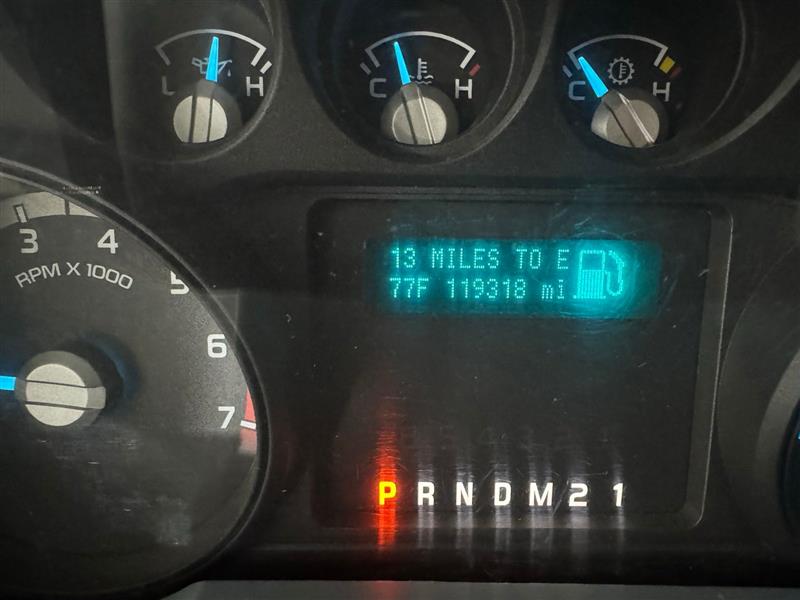 L H
C H
C H
3 4 5 6 7
RPM X 1000
13 MILES TO E
77F 119318 mi
P R N D M 2 1